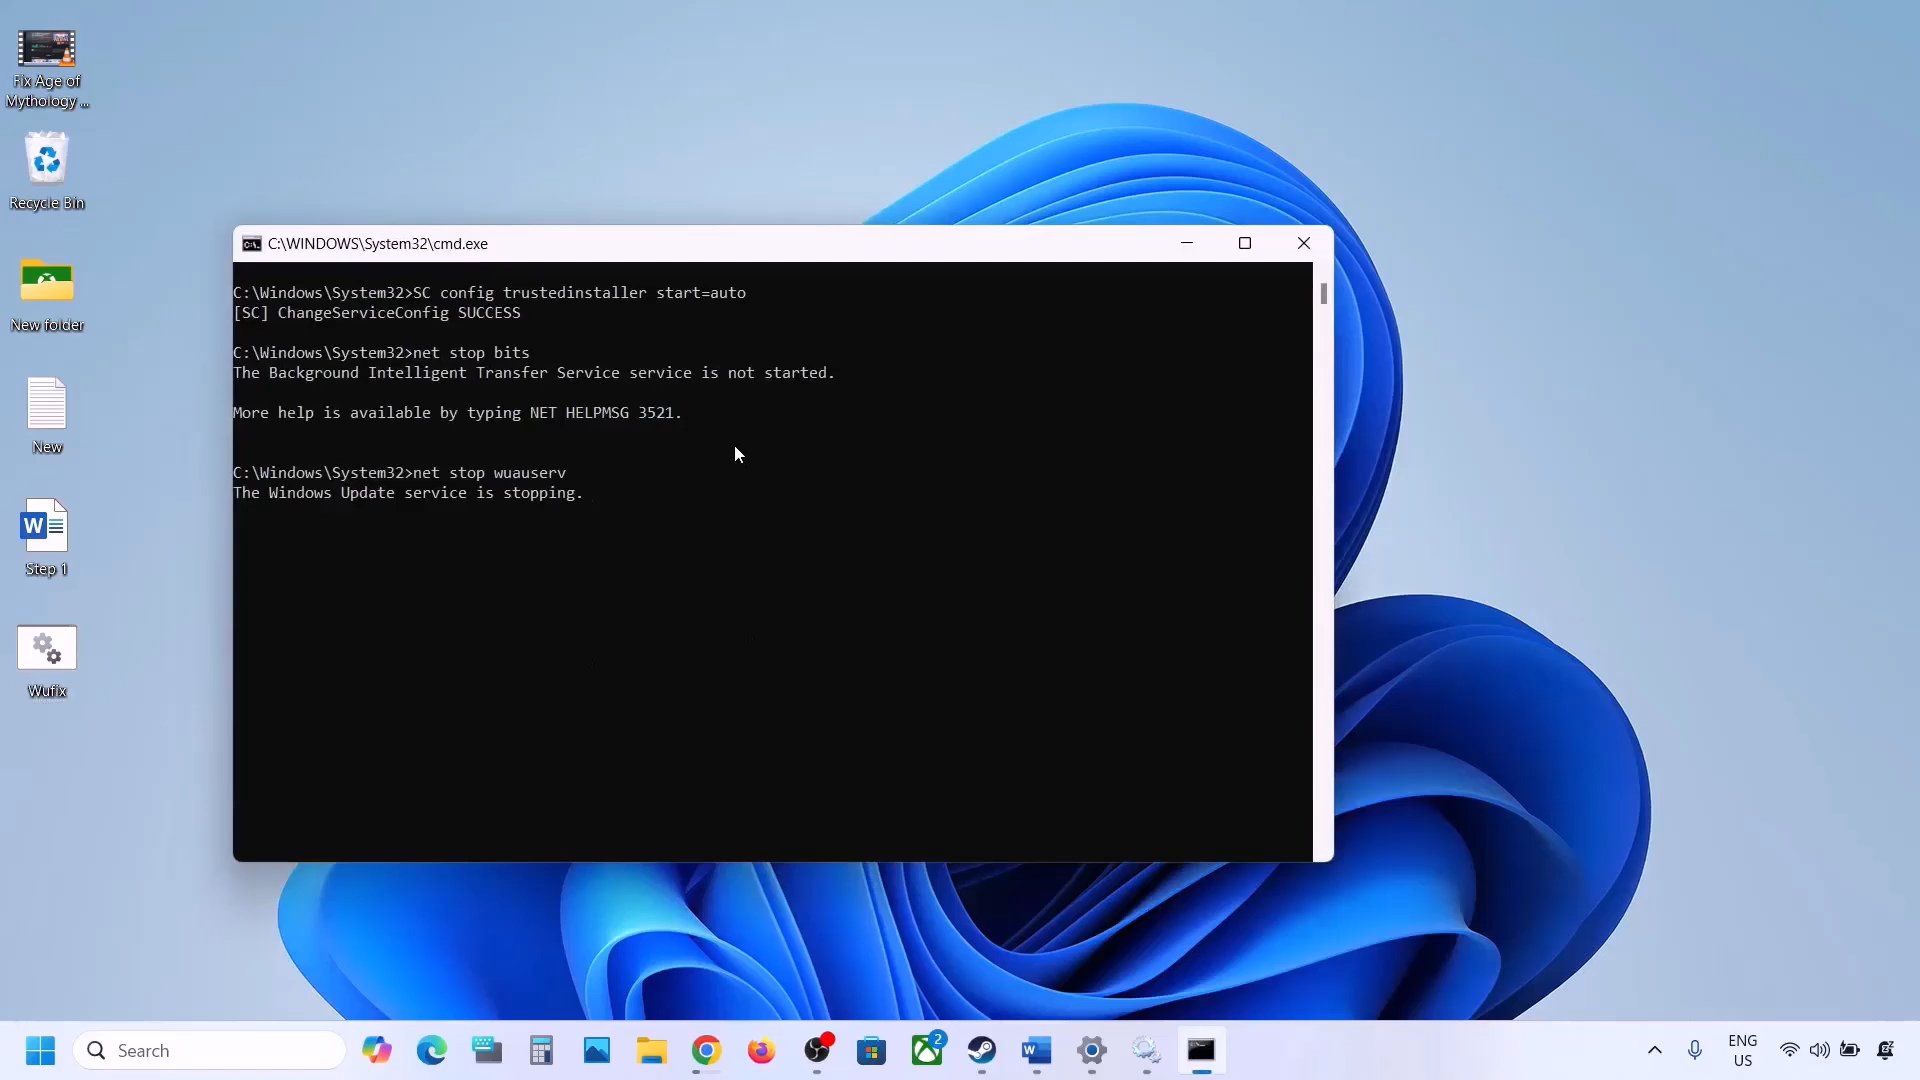 Fix Age of
Mythology ...
Recycle Bin
New folder
New
Step 1
Wufix
C:\WINDOWS\System32\cmd.exe
C:\Windows\System32>SC config trustedinstaller start=auto
[SC] ChangeServiceConfig SUCCESS
C:\Windows\System32>net stop bits
The Background Intelligent Transfer Service service is not started.
More help is available by typing NET HELPMSG 3521.
C:\Windows\System32>net stop wuauserv
The Windows Update service is stopping.
Search
2
ENG
US